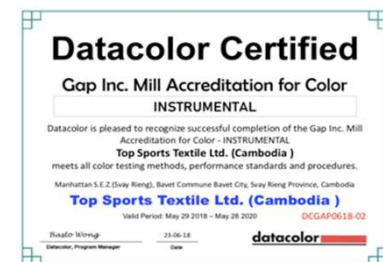 Datacolor Certified
Gap Inc. Mill Accreditation for Color
INSTRUMENTAL
Datacolor is pleased to recognize successful completion of the Gap Inc. Mill
Accreditation for Color - INSTRUMENTAL
Top Sports Textile Ltd. (Cambodia )
meets all color testing methods, performance standards and procedures.
Manhattan S.E.Z.(Svay Rieng), Bavet Commune Bavet City, Svay Rieng Province, Cambodia
Top Sports Textile Ltd. (Cambodia )
Valid Period: May 29 2018 – May 28 2020
DCGAP0618-02
Busto Wong
23-06-18
datacolor
Datacolor, Program Manager
Date